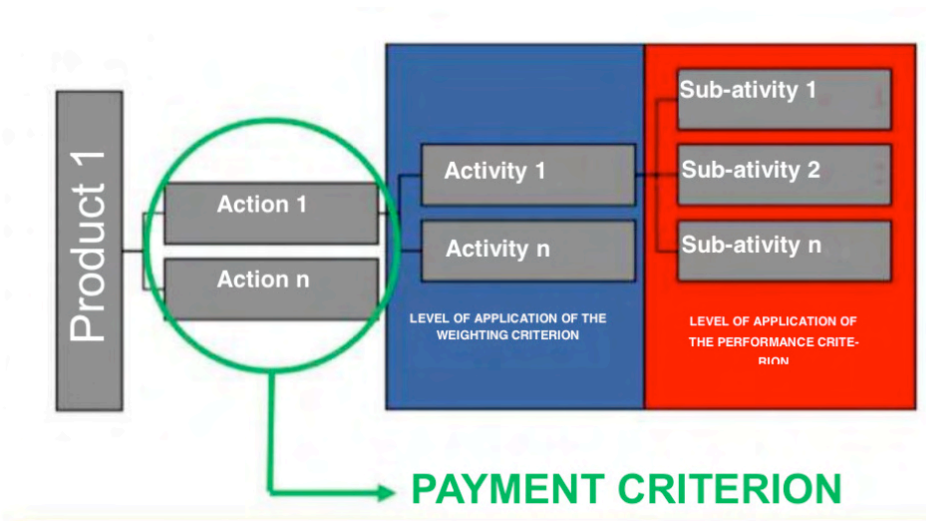 Product 1
Action 1
Action n
Activity 1
Activity n
LEVEL OF APPLICATION OF THE
WEIGHTING CRITERION
Sub-ativity 1
Sub-ativity 2
Sub-ativity n
LEVEL OF APPLICATION OF
THE PERFORMANCE CRITE-
RION
PAYMENT CRITERION